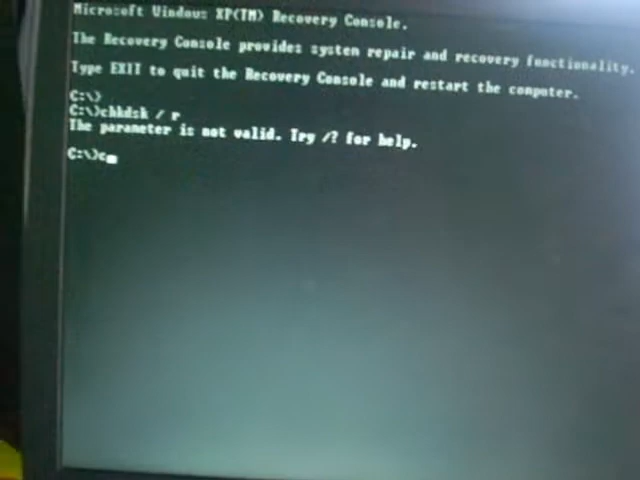 Microsoft Windows XP(TM) Recovery Console.
The Recovery Console provides system repair and recovery functionality.
Type EXIT to quit the Recovery Console and restart the computer.
C:\>
C:\>chkdsk / r
The parameter is not valid. Try /? for help.
C:\>c